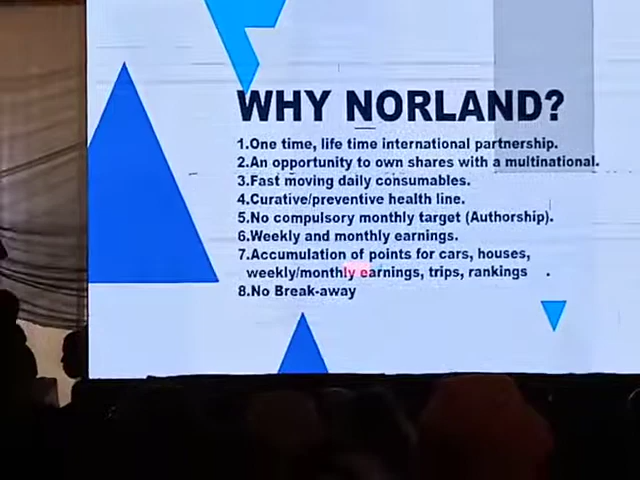 WHY NORLAND?
1.One time, life time international partnership.
2.An opportunity to own shares with a multinational.
3.Fast moving daily consumables.
4.Curative/preventive health line.
5.No compulsory monthly target (Authorship).
6.Weekly and monthly earnings.
7.Accumulation of points for cars, houses,
weekly/monthly earnings, trips, rankings .
8.No Break-away